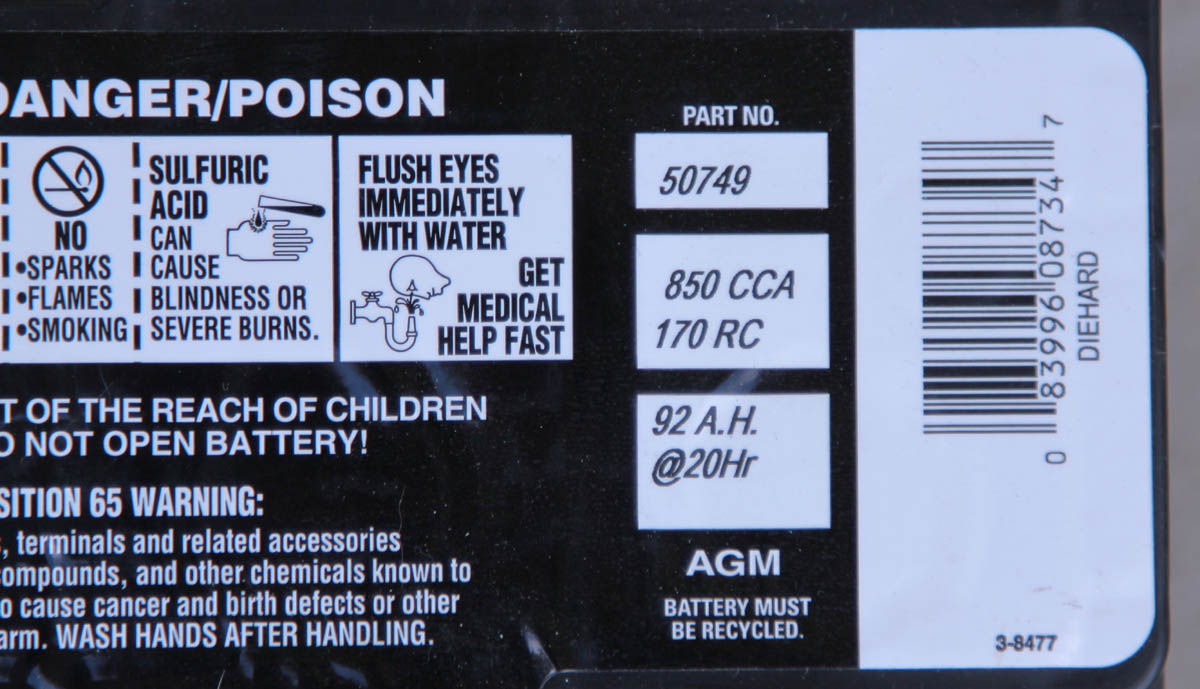 DANGER/POISON
NO
•SPARKS
•FLAMES
•SMOKING
SULFURIC
ACID
CAN
CAUSE
BLINDNESS OR
SEVERE BURNS.
FLUSH EYES
IMMEDIATELY
WITH WATER
GET
MEDICAL
HELP FAST
T OF THE REACH OF CHILDREN
O NOT OPEN BATTERY!
SITION 65 WARNING:
, terminals and related accessories
ompounds, and other chemicals known to
o cause cancer and birth defects or other
arm. WASH HANDS AFTER HANDLING.
PART NO.
50749
850 CCA
170 RC
92 A.H.
@20Hr
AGM
BATTERY MUST
BE RECYCLED.
0 83996 08734 7
DIEHARD
3-8477